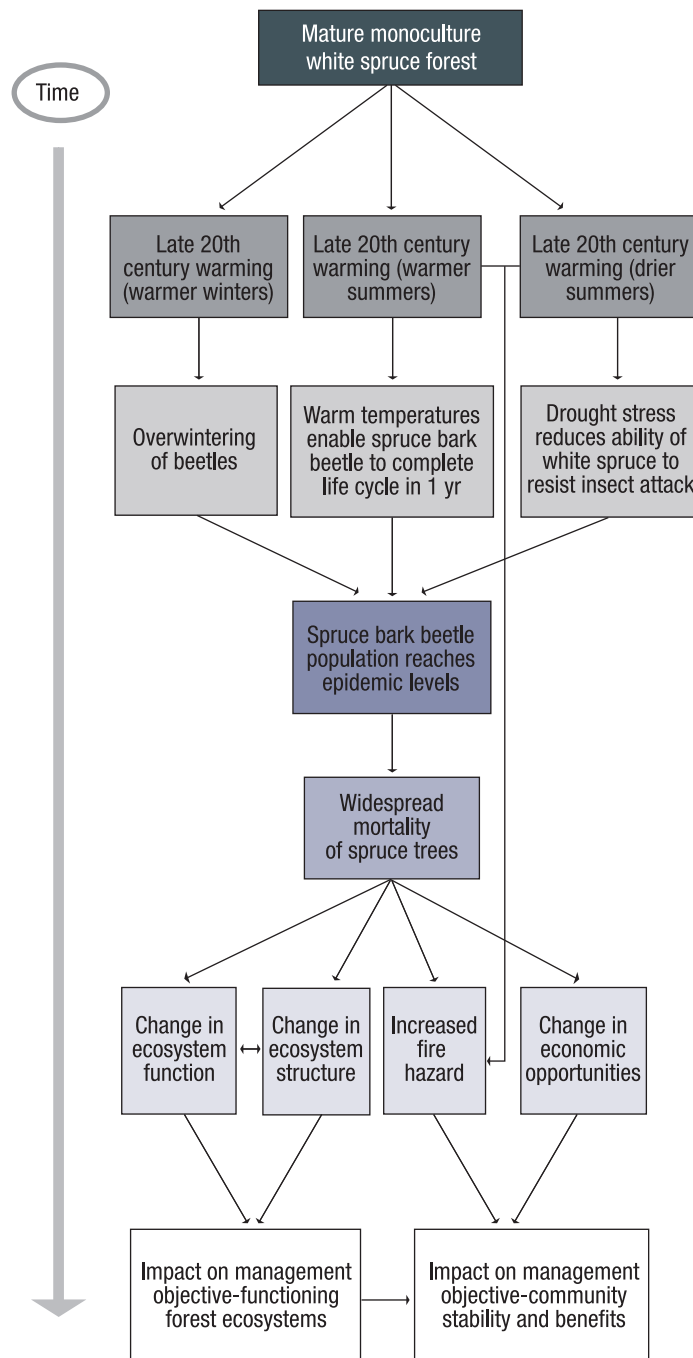 Mature monoculture
white spruce forest
Time
Late 20th
century warming
(warmer winters)
Late 20th century
warming (warmer
summers)
Late 20th century
warming (drier
summers)
Overwintering
of beetles
Warm temperatures
enable spruce bark
beetle to complete
life cycle in 1 yr
Drought stress
reduces ability of
white spruce to
resist insect attack
Spruce bark beetle
population reaches
epidemic levels
Widespread
mortality
of spruce trees
Change in
ecosystem
function
Change in
ecosystem
structure
Increased
fire
hazard
Change in
economic
opportunities
Impact on management
objective-functioning
forest ecosystems
Impact on management
objective-community
stability and benefits